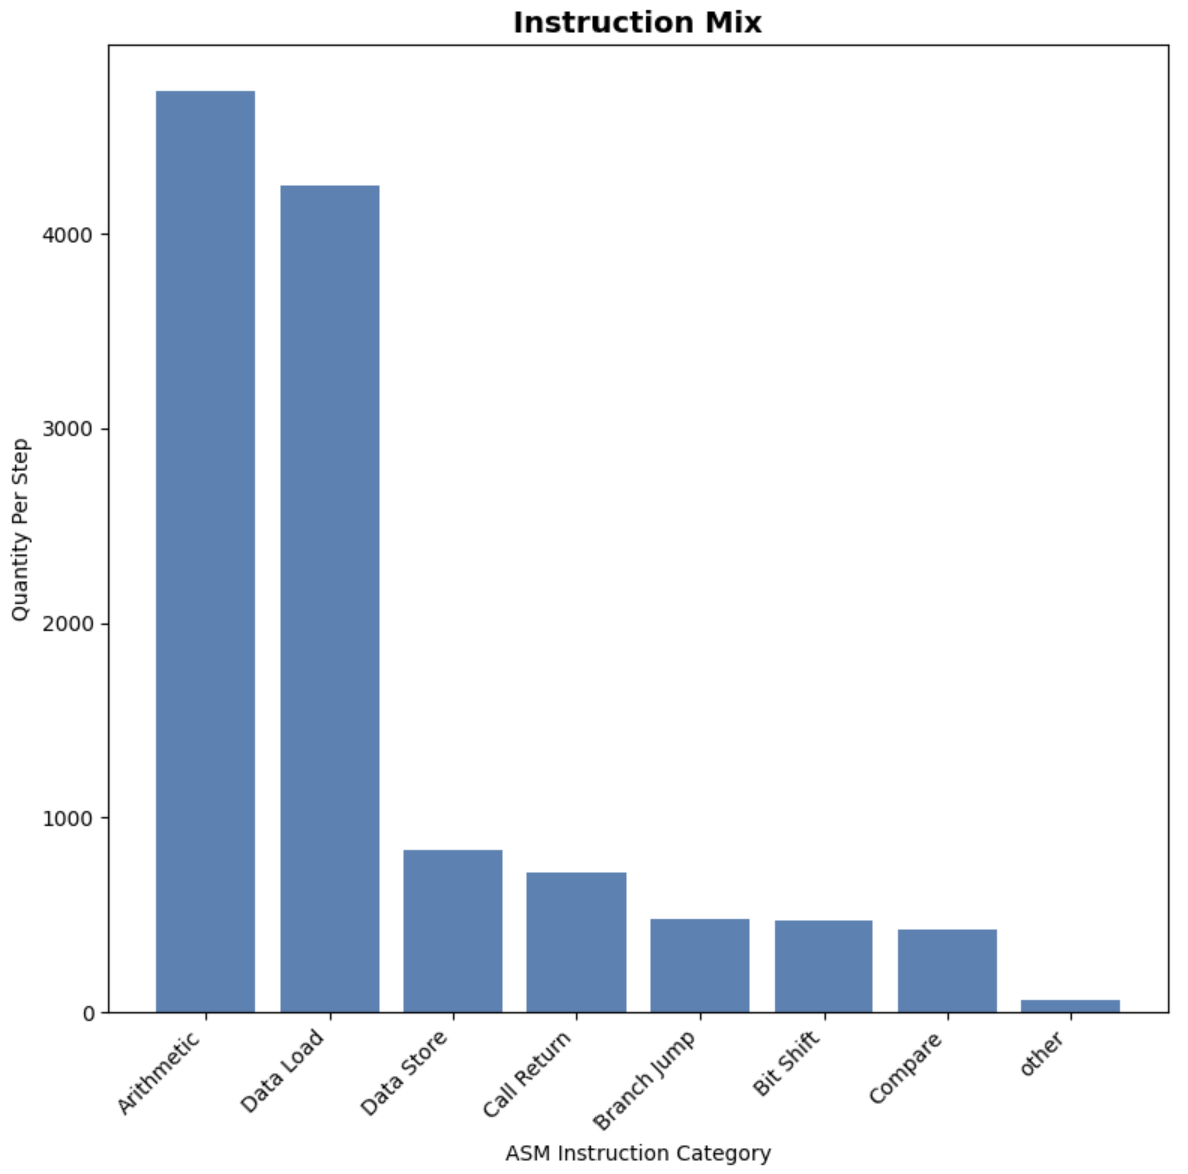 Instruction Mix
Quantity Per Step
4000
3000
2000
1000
0
Arithmetic
Data Load
Data Store
Call Return
Branch Jump
Bit Shift
Compare
other
ASM Instruction Category